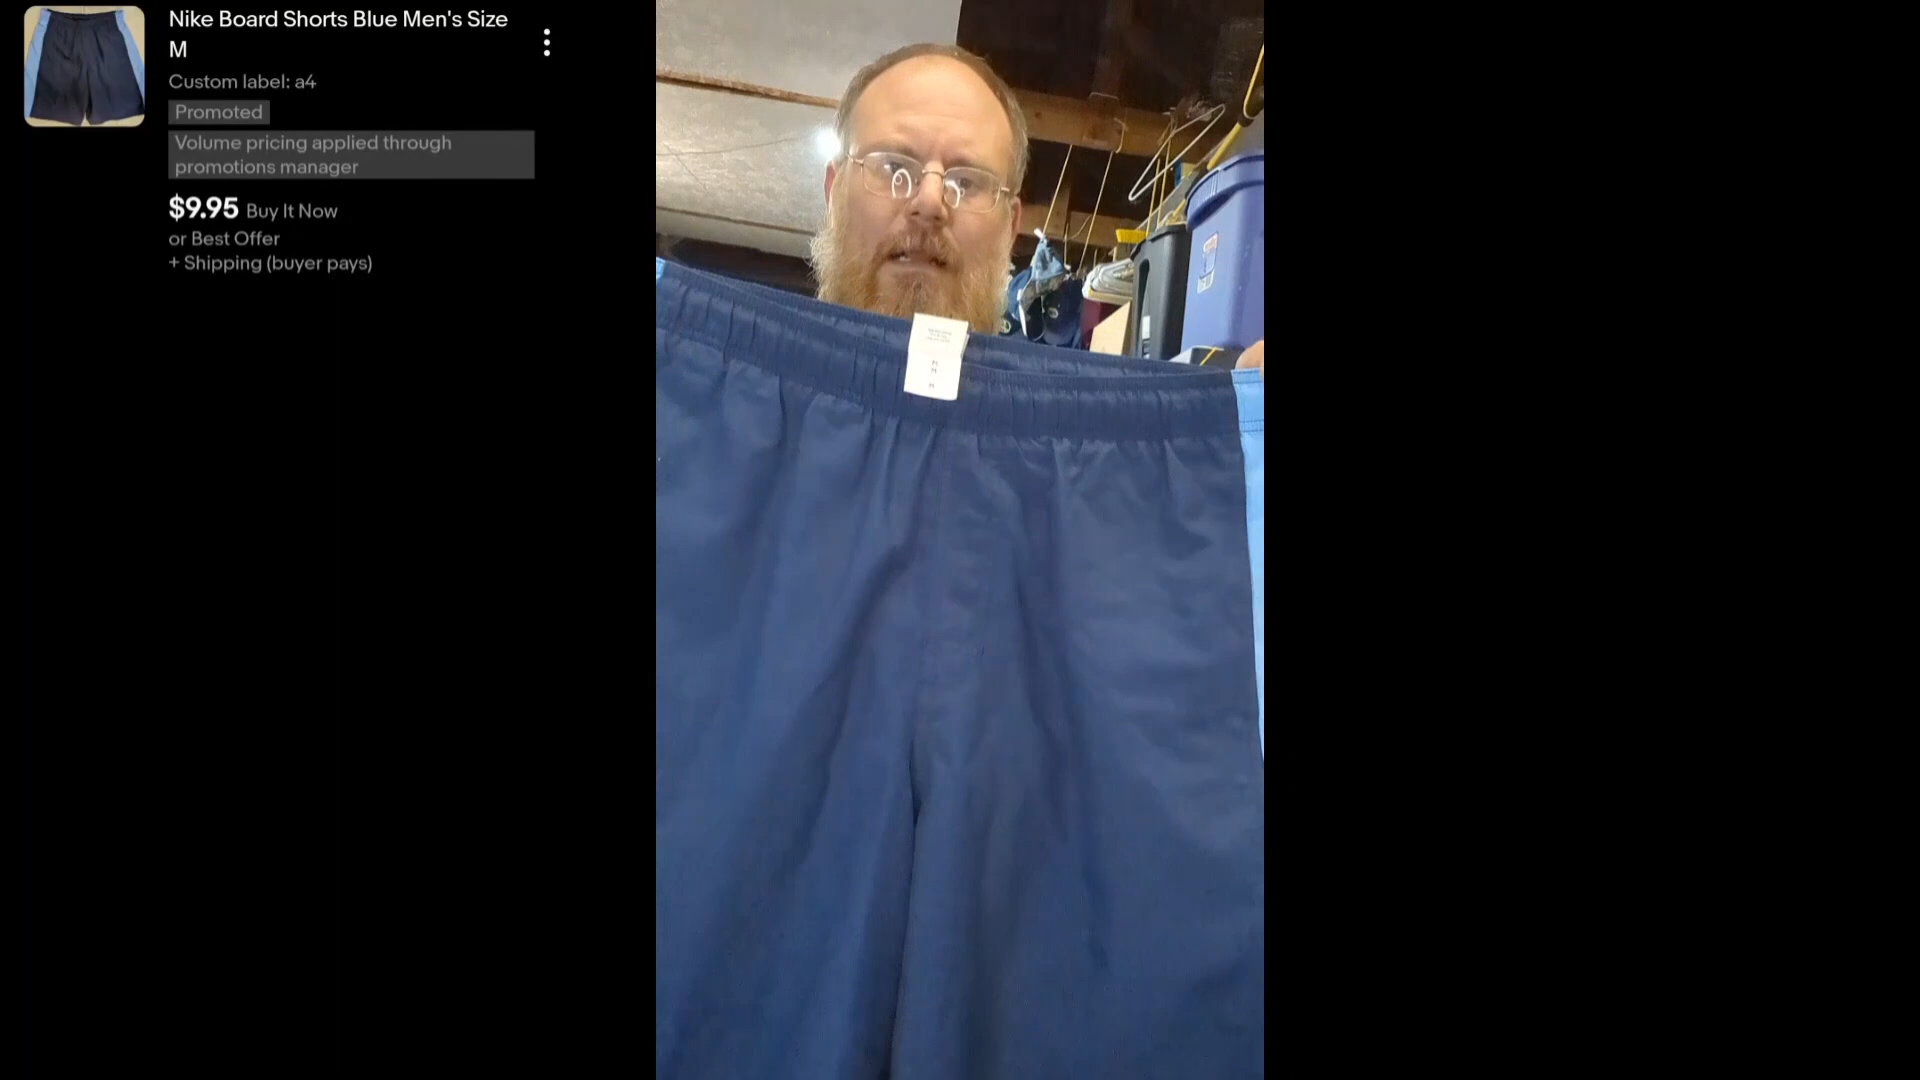 Nike Board Shorts Blue Men's Size
M
Custom label: a4
Promoted
Volume pricing applied through
promotions manager
$9.95 Buy It Now
or Best Offer
+ Shipping (buyer pays)